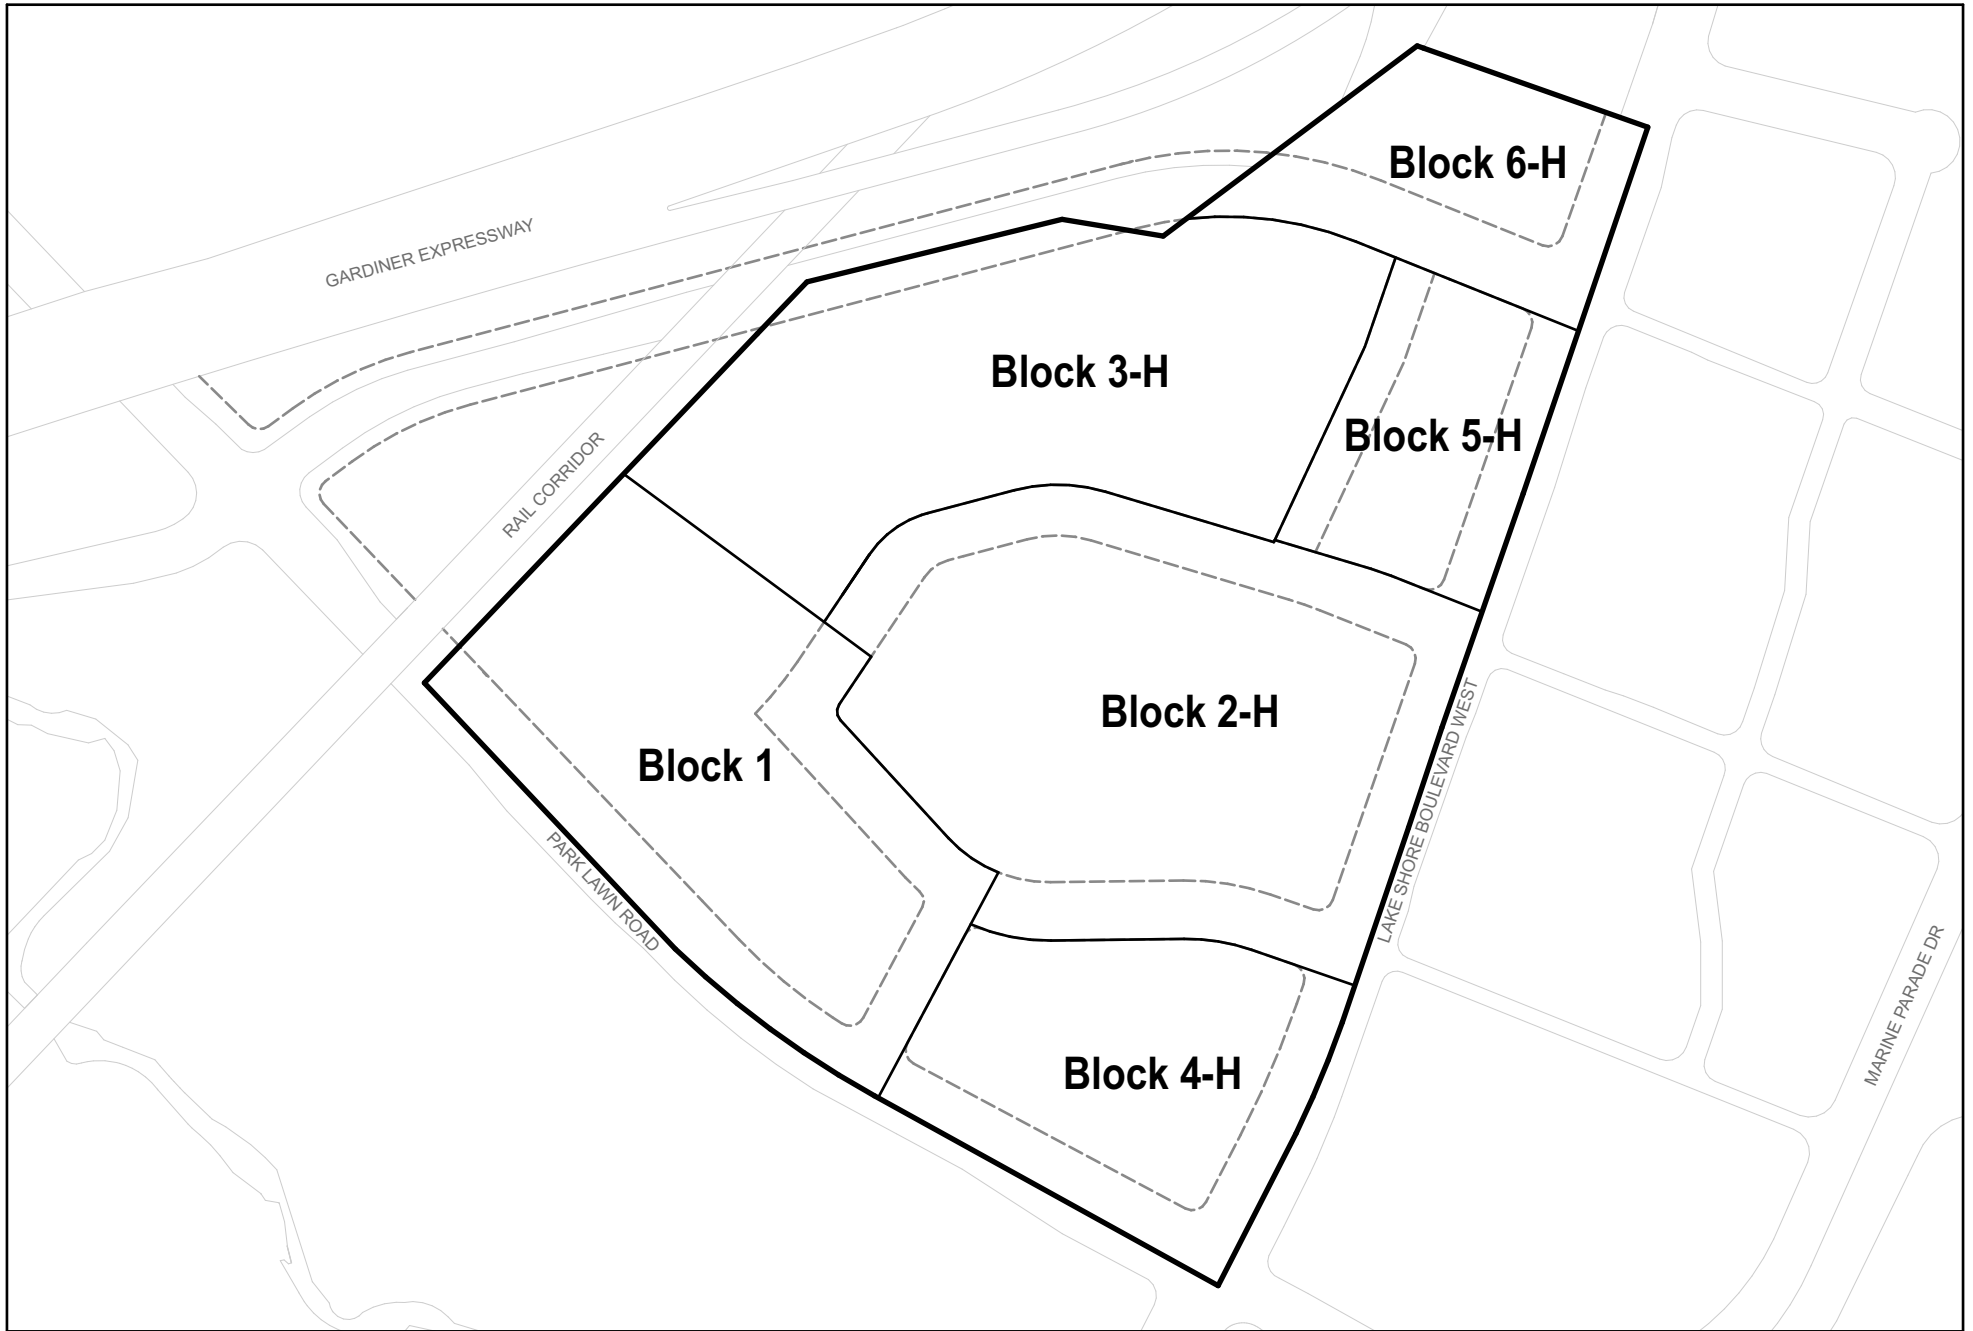 Block 6-H
GARDINER EXPRESSWAY
Block 3-H
Block 5-H
RAIL CORRIDOR
Block 2-H
Block 1
LAKE SHORE BOULEVARD WEST
PARK LAWN ROAD
MARINE PARADE DR
Block 4-H